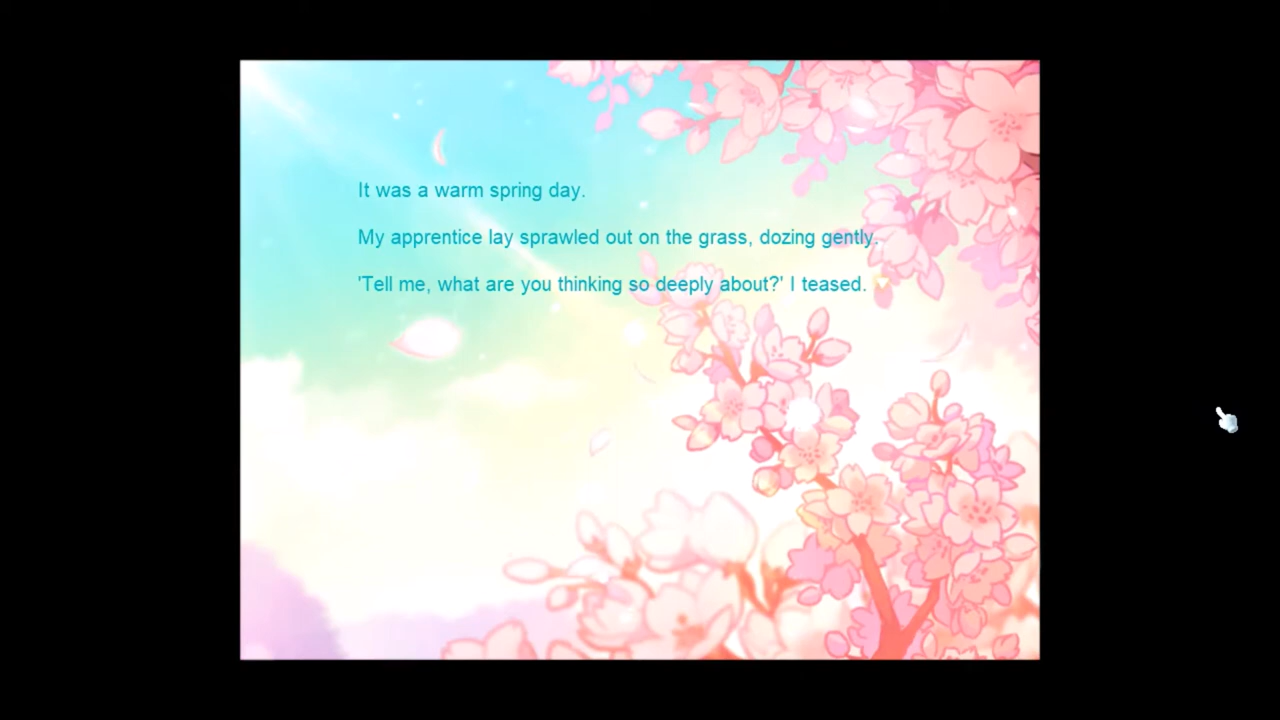 It was a warm spring day.
My apprentice lay sprawled out on the grass, dozing gently.
'Tell me, what are you thinking so deeply about?' I teased.